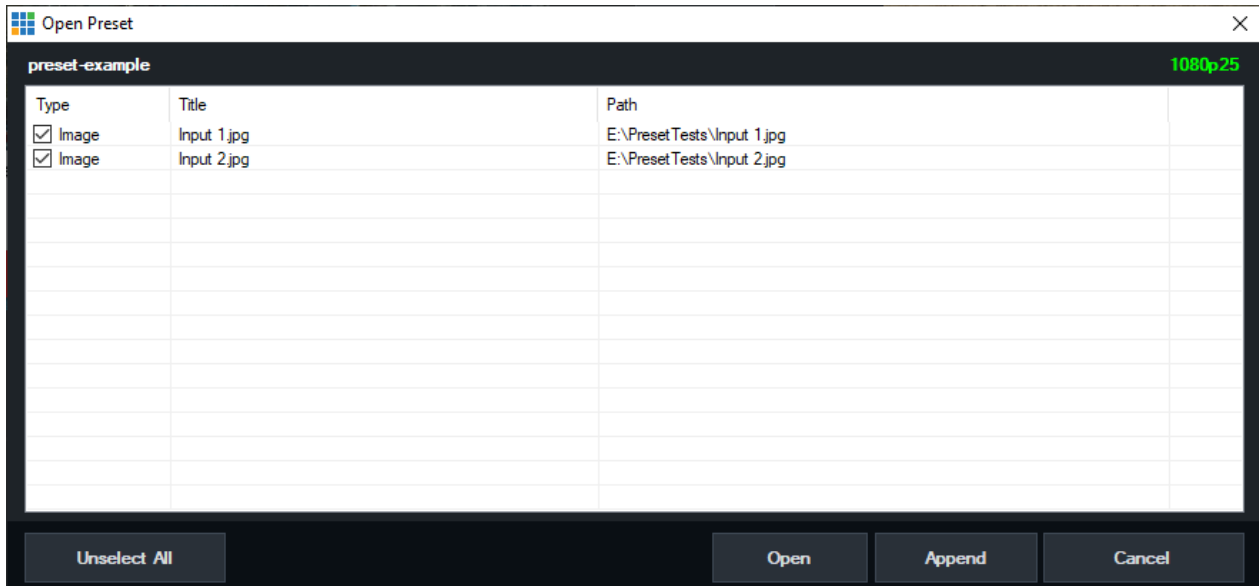 Open Preset
preset-example 1080p25
Type Title Path
Image Input 1.jpg E:\PresetTests\Input 1.jpg
Image Input 2.jpg E:\PresetTests\Input 2.jpg
Unselect All Open Append Cancel